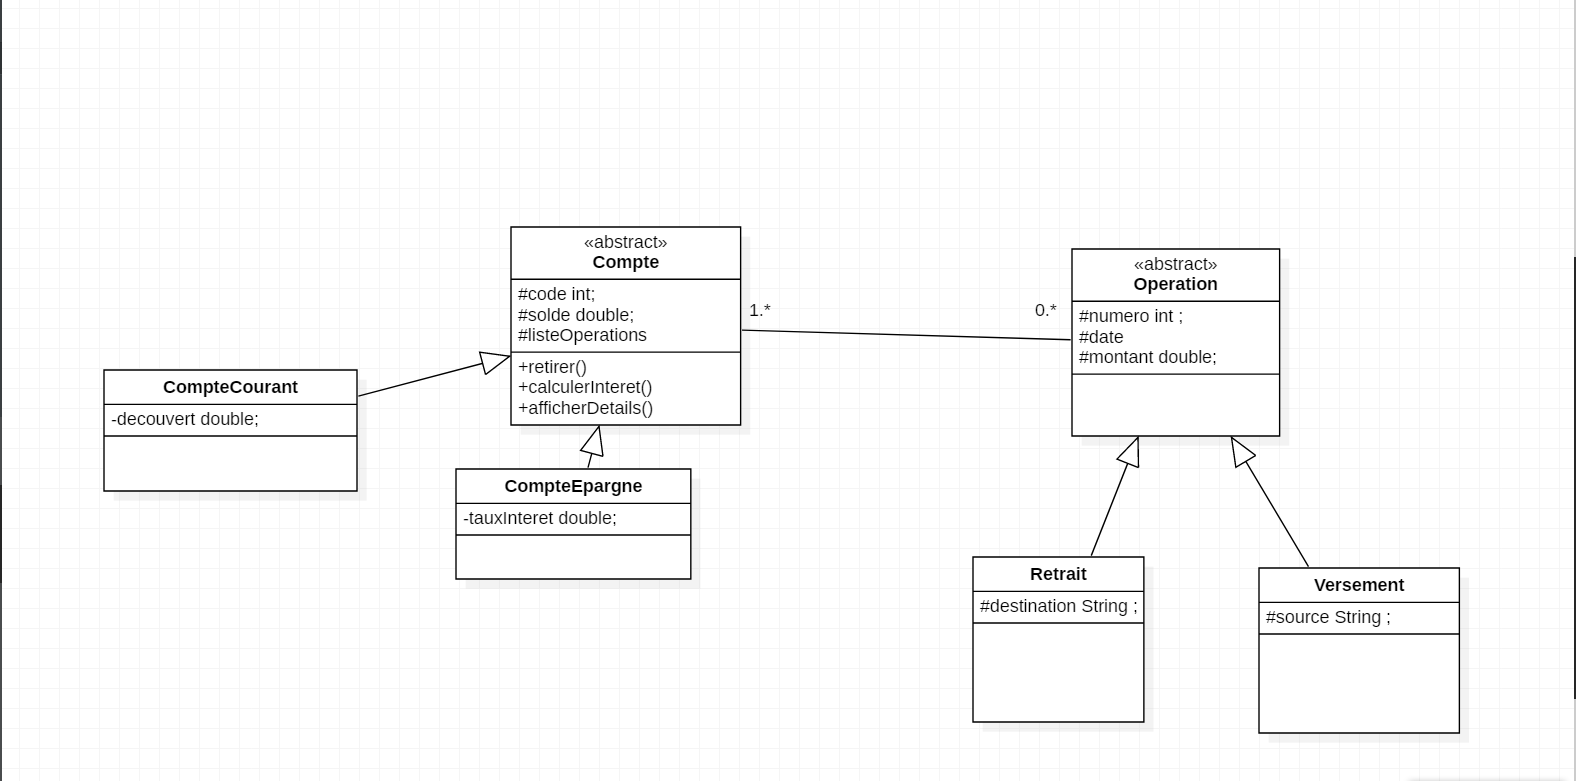 «abstract»
Compte
#code int;
#solde double;
#listeOperations
+retirer()
+calculerInteret()
+afficherDetails()
1.*
0.*
«abstract»
Operation
#numero int ;
#date
#montant double;
CompteCourant
-decouvert double;
CompteEpargne
-tauxInteret double;
Retrait
#destination String ;
Versement
#source String ;